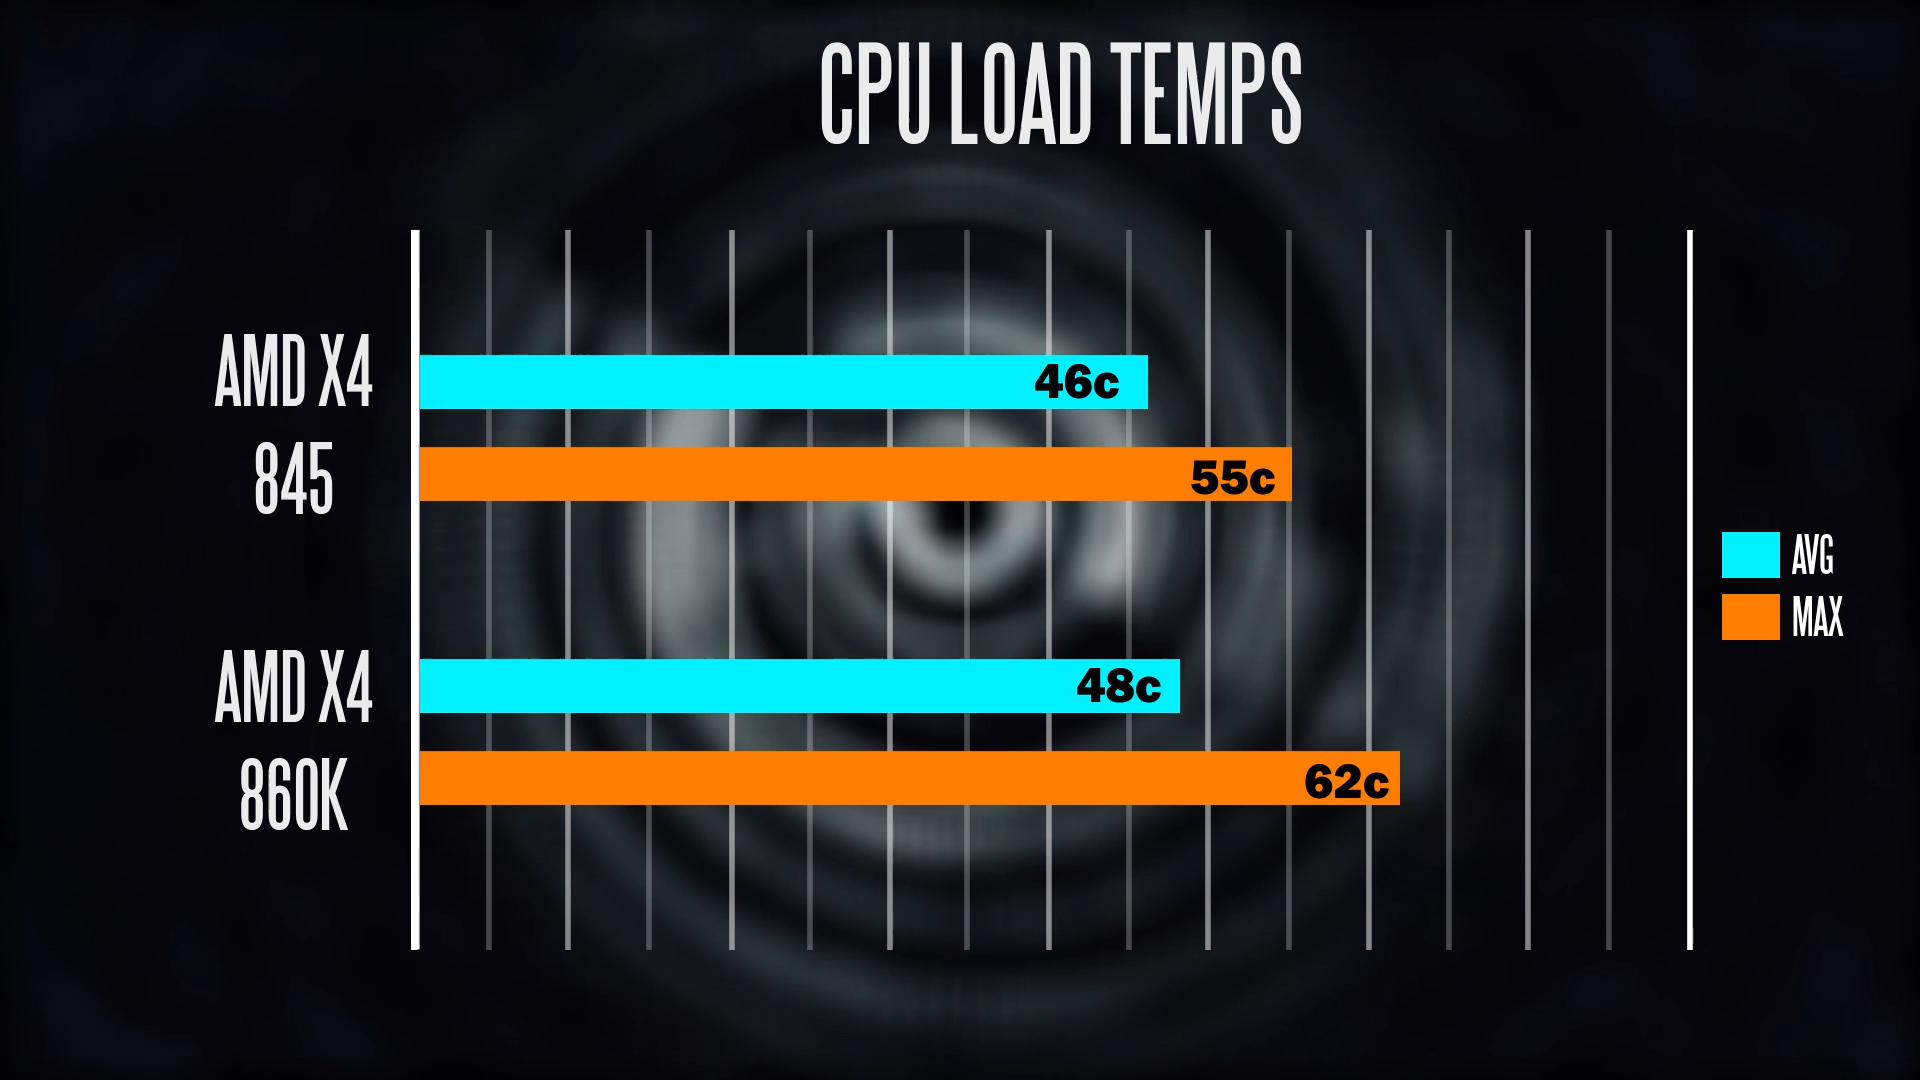 CPU LOAD TEMPS
AMD X4
845
46c
55c
AMD X4
860K
48c
62c
AVG
MAX